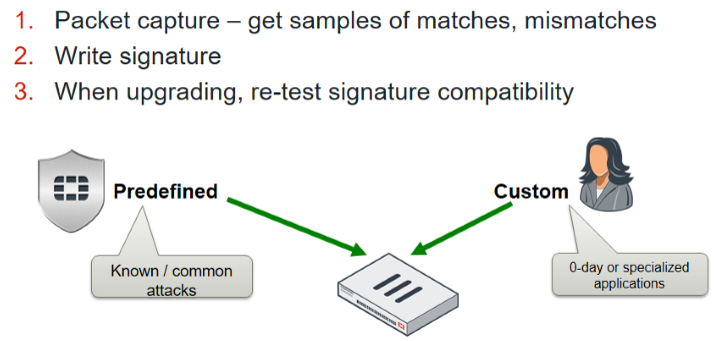 1. Packet capture – get samples of matches, mismatches
2. Write signature
3. When upgrading, re-test signature compatibility
Predefined
Custom
Known / common
attacks
0-day or specialized
applications